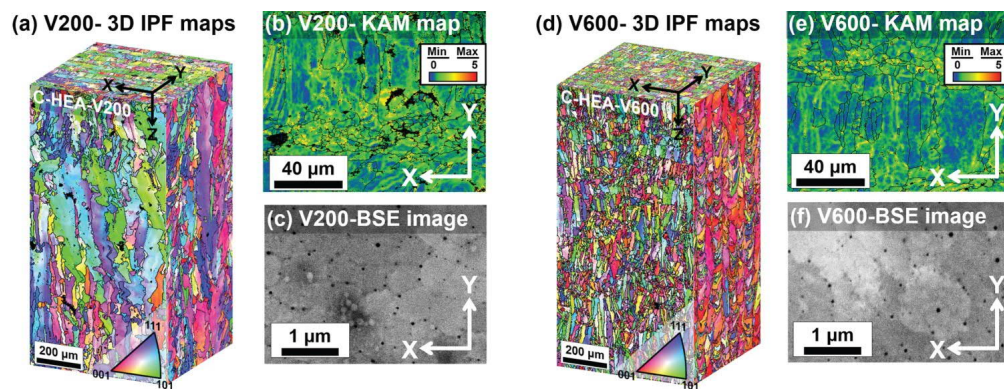 (a) V200- 3D IPF maps
C-HEA-V200
X
Y
Z
200 µm
111
001
101
(b) V200- KAM map
Min Max
0 5
40 µm
Y
X
(c) V200-BSE image
1 µm
Y
X
(d) V600- 3D IPF maps
C-HEA-V600
X
Y
Z
200 µm
111
001
101
(e) V600- KAM map
Min Max
0 5
40 µm
Y
X
(f) V600-BSE image
1 µm
Y
X